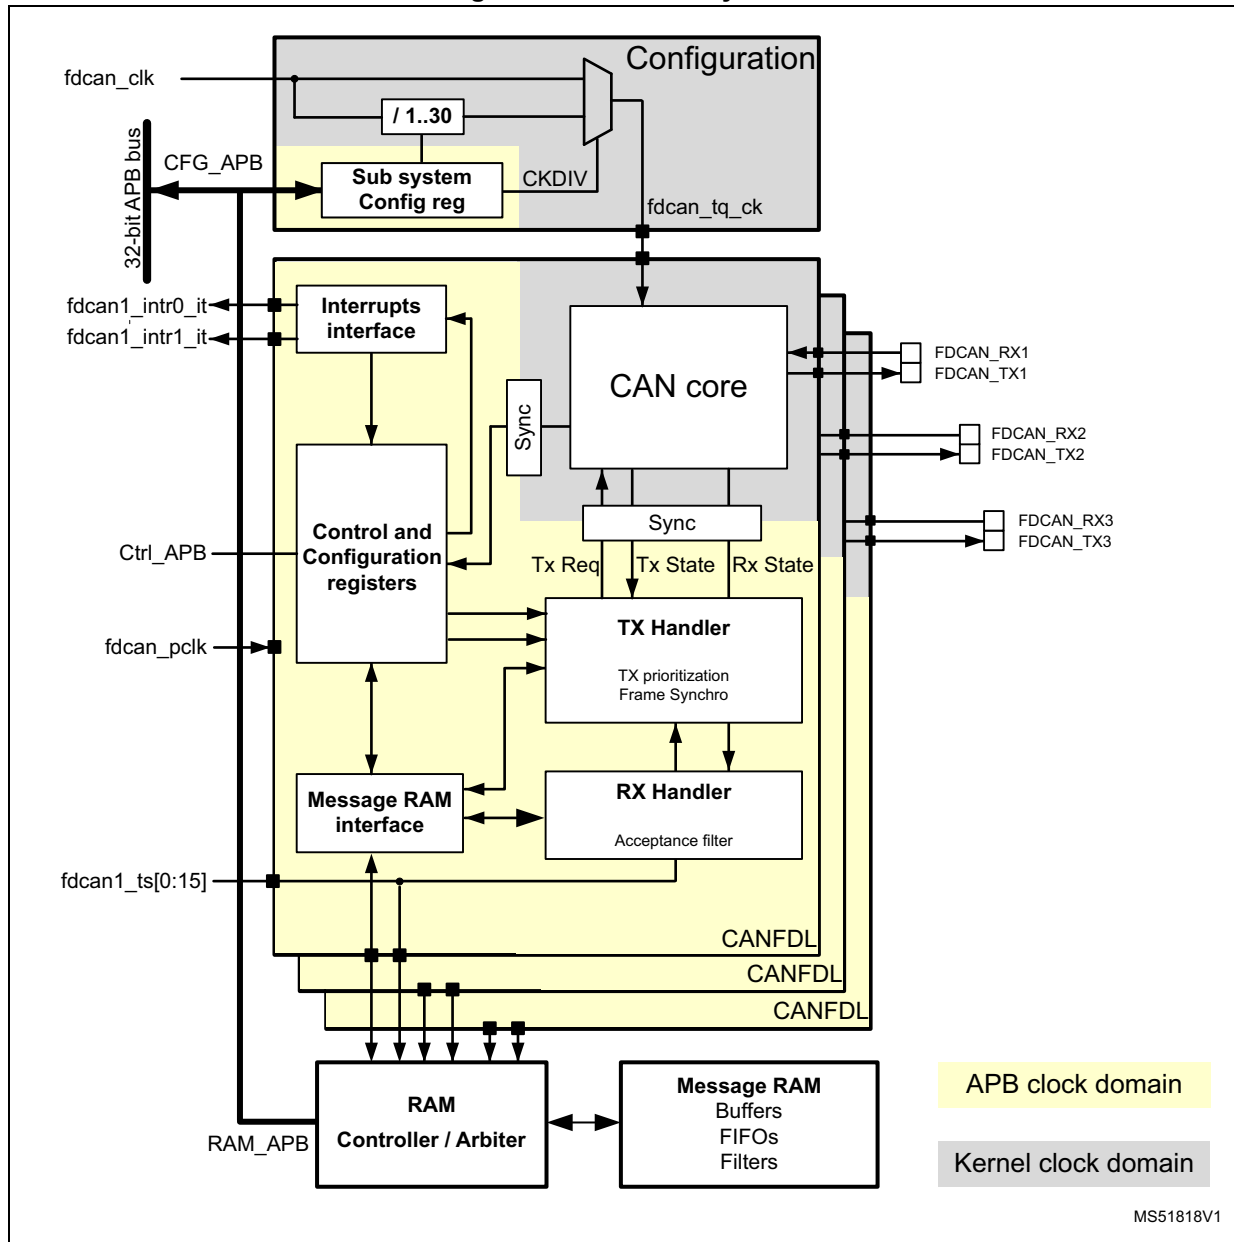 Configuration
fdcan_clk
/ 1..30
32-bit APB bus
CFG_APB
Sub system
Config reg
CKDIV
fdcan_tq_ck
fdcan1_intr0_it
fdcan1_intr1_it
Interrupts
interface
CAN core
Sync
FDCAN_RX1
FDCAN_TX1
FDCAN_RX2
FDCAN_TX2
FDCAN_RX3
FDCAN_TX3
Sync
Ctrl_APB
Control and
Configuration
registers
Tx Req
Tx State
Rx State
fdcan_pclk
TX Handler
TX prioritization
Frame Synchro
Message RAM
interface
RX Handler
Acceptance filter
fdcan1_ts[0:15]
CANFDL
CANFDL
CANFDL
RAM
Controller / Arbiter
RAM_APB
Message RAM
Buffers
FIFOs
Filters
APB clock domain
Kernel clock domain
MS51818V1